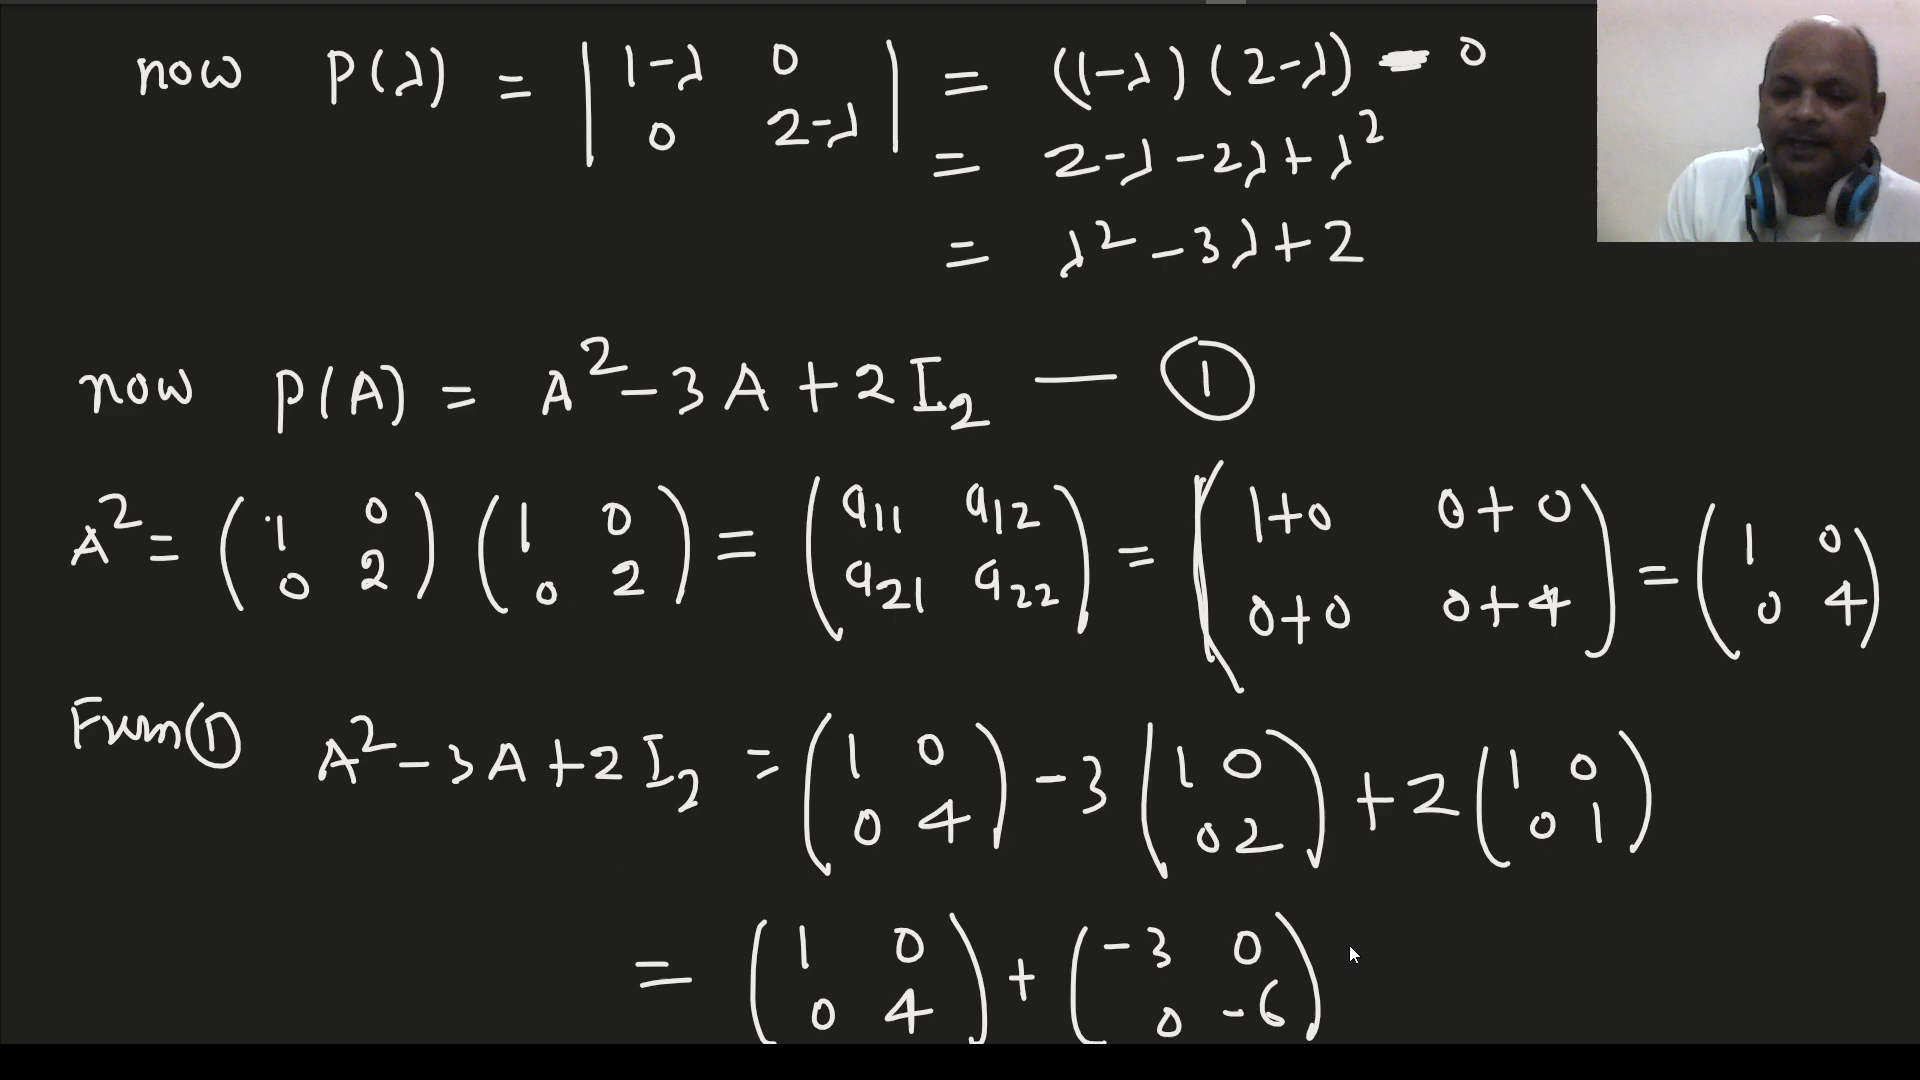 now P(λ) = | 1-λ 0 | = (1-λ)(2-λ) - 0
| 0 2-λ | = 2-λ-2λ+λ²
= λ²-3λ+2
now P(A) = A²-3A+2I₂ — ①
A² = ( 1 0 ) ( 1 0 ) = ( a₁₁ a₁₂ ) = ( 1+0 0+0 ) = ( 1 0 )
( 0 2 ) ( 0 2 ) ( a₂₁ a₂₂ ) ( 0+0 0+4 ) ( 0 4 )
From ① A²-3A+2I₂ = ( 1 0 ) -3 ( 1 0 ) +2 ( 1 0 )
( 0 4 ) ( 0 2 ) ( 0 1 )
= ( 1 0 ) + ( -3 0 )
( 0 4 ) ( 0 -6 )